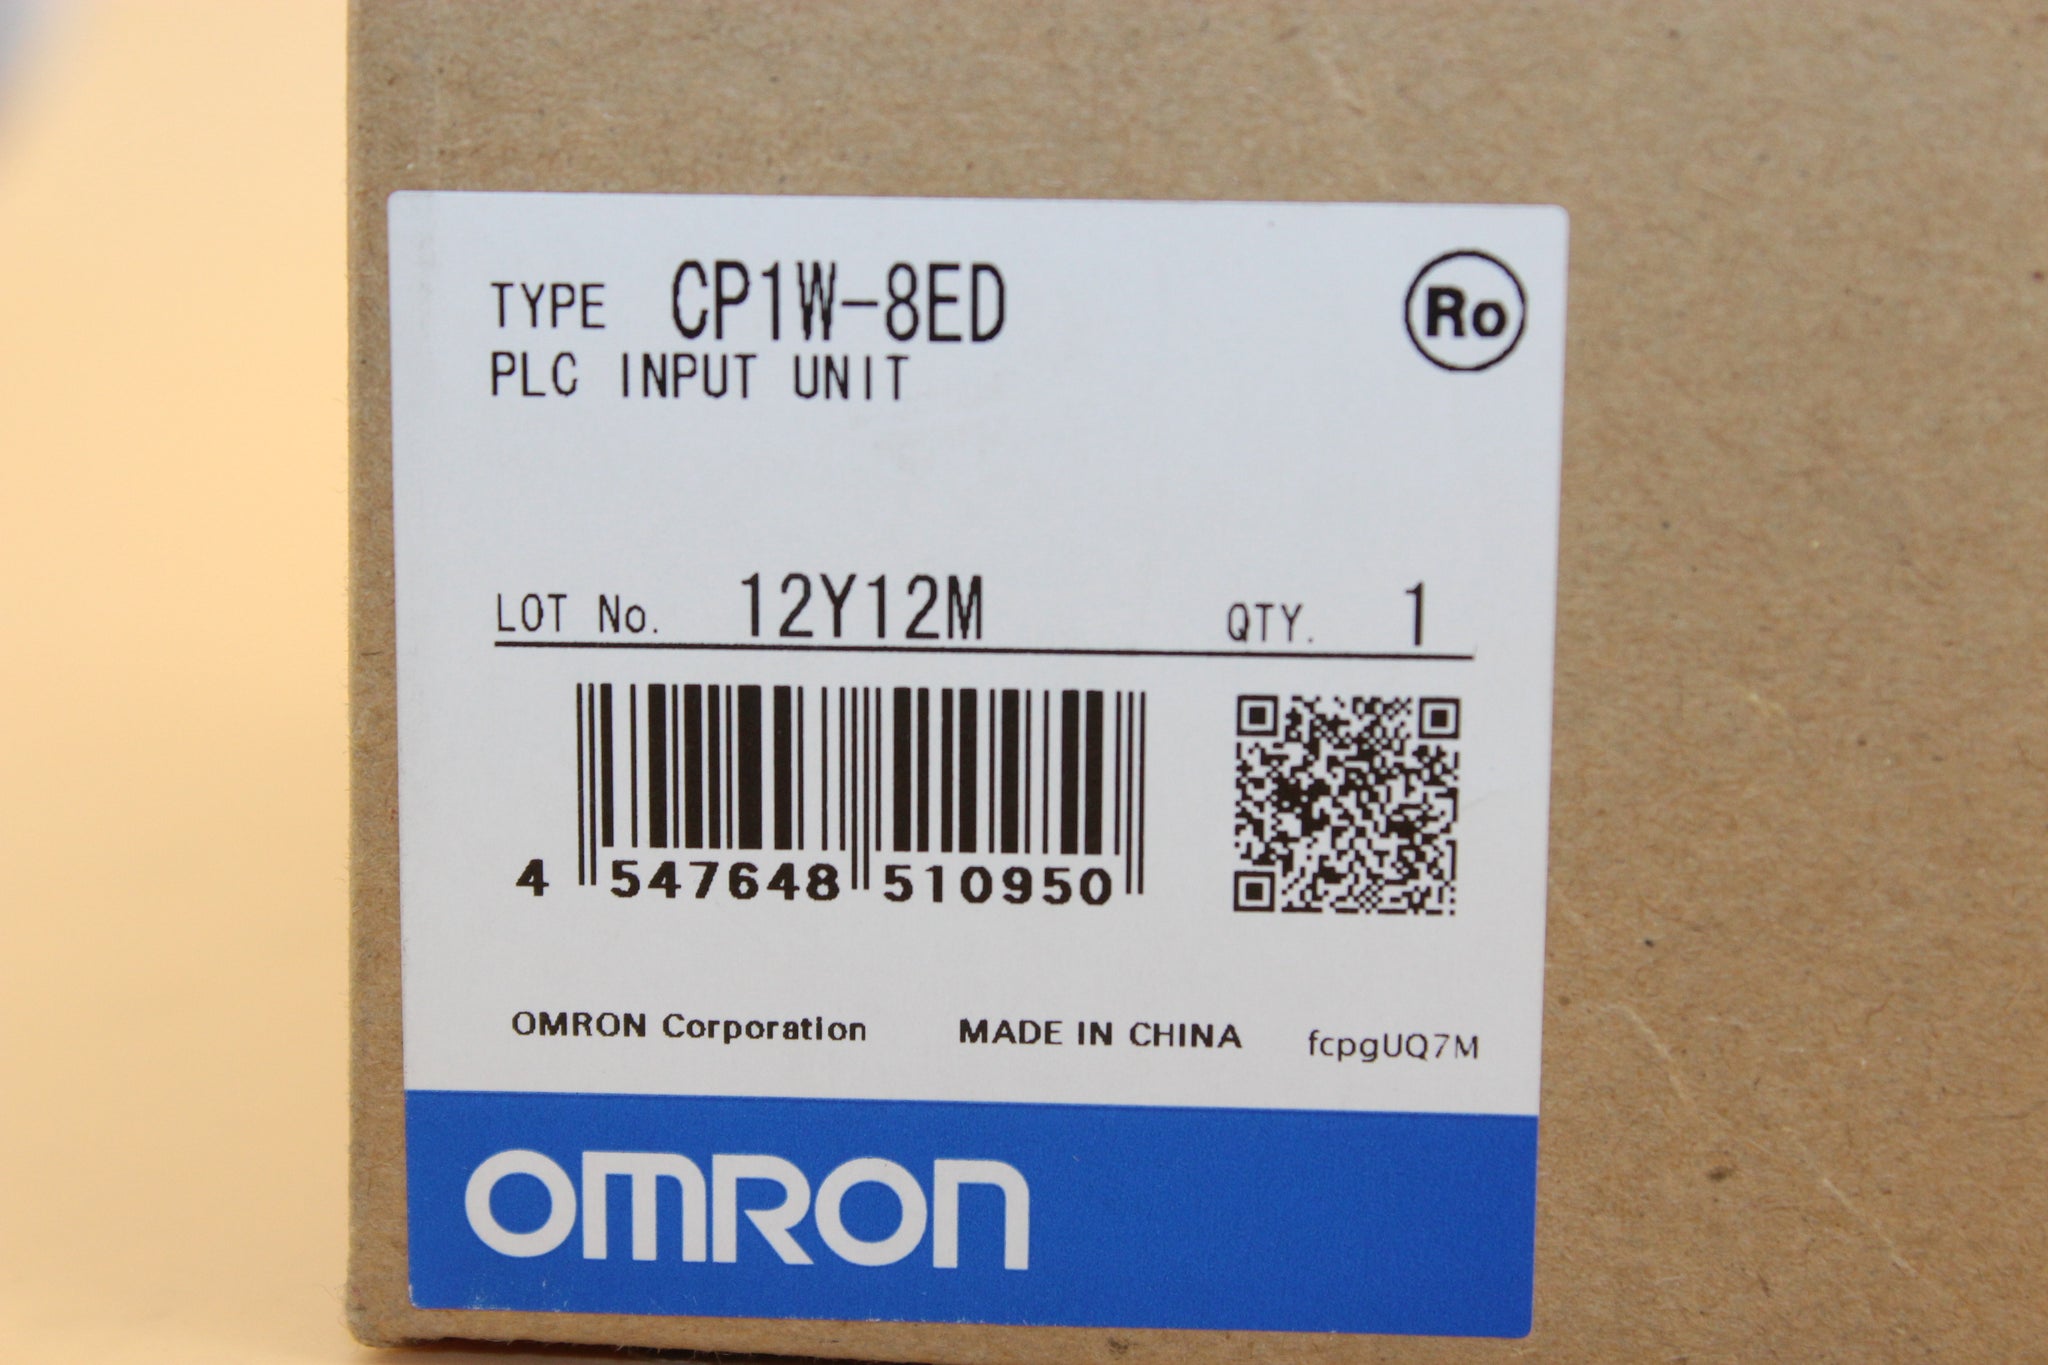 TYPE CP1W-8ED
Ro
PLC INPUT UNIT
LOT No. 12Y12M QTY. 1
4 547648 510950
OMRON Corporation MADE IN CHINA fcpgUQ7M
OMRON